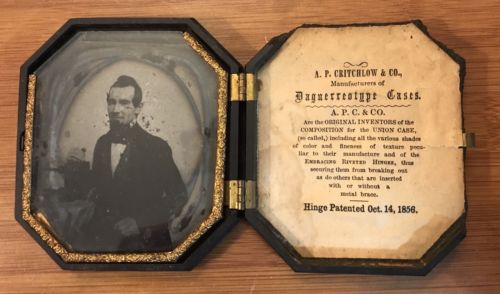 A. P. CRITCHLOW & CO.,
Manufacturers of
Daguerreotype Cases.
A. P. C. & CO.
Are the ORIGINAL INVENTORS of the
COMPOSITION for the UNION CASE,
(so called,) including all the various shades
of color and fineness of texture pecu-
liar to their manufacture and of the
EMBRACING RIVETED HINGES, thus
securing them from breaking out
as do others that are inserted
with or without a
metal brace.
Hinge Patented Oct. 14, 1856.